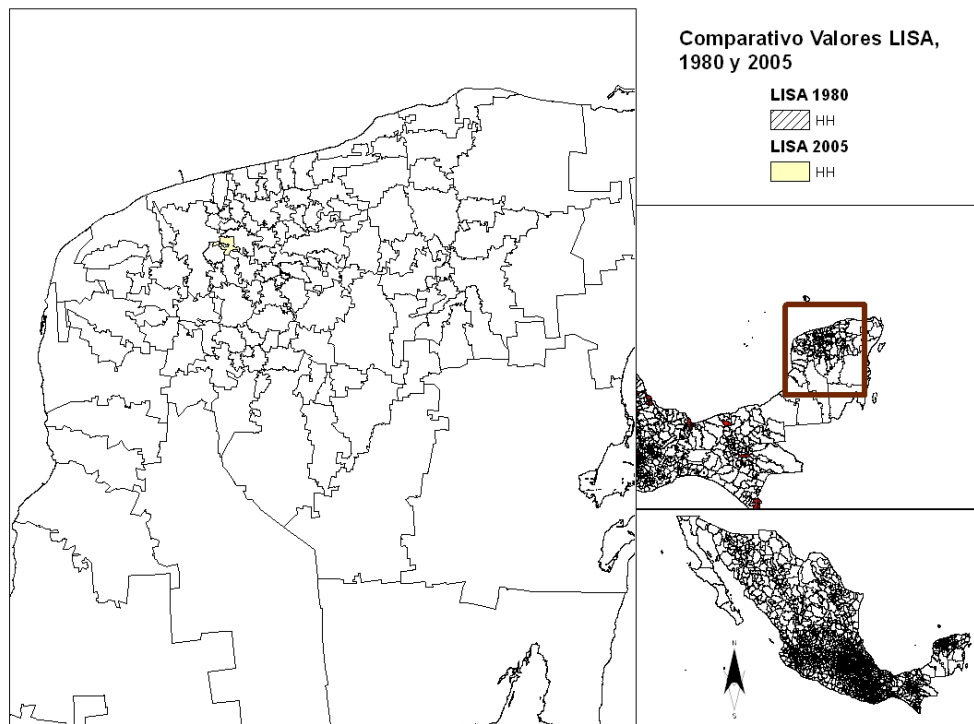 Comparativo Valores LISA,
1980 y 2005
LISA 1980
HH
LISA 2005
HH
N
S